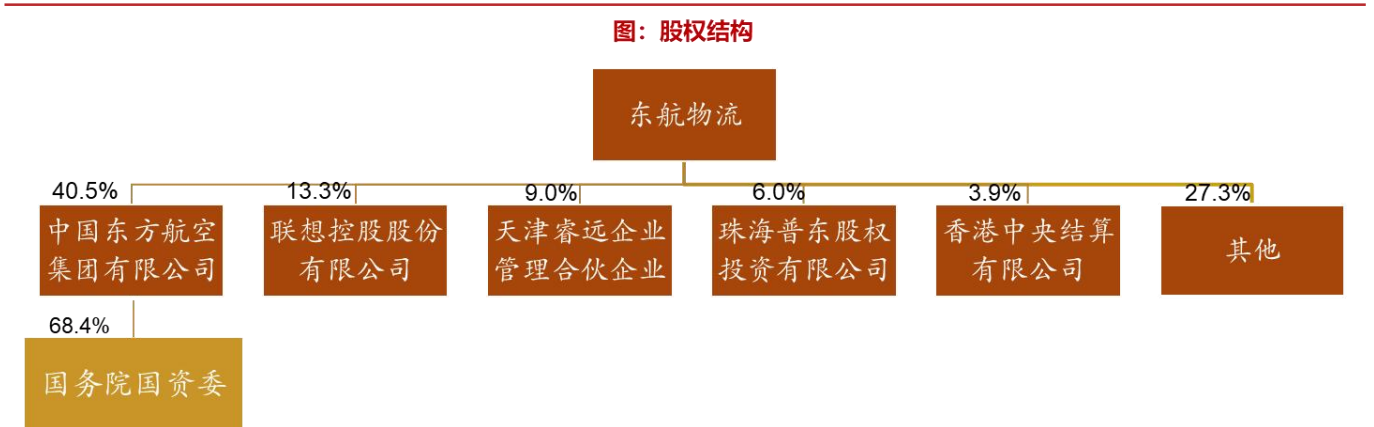 图：股权结构
东航物流
40.5%
13.3%
9.0%
6.0%
3.9%
27.3%
中国东方航空
集团有限公司
联想控股股份
有限公司
天津睿远企业
管理合伙企业
珠海普东股权
投资有限公司
香港中央结算
有限公司
其他
68.4%
国务院国资委